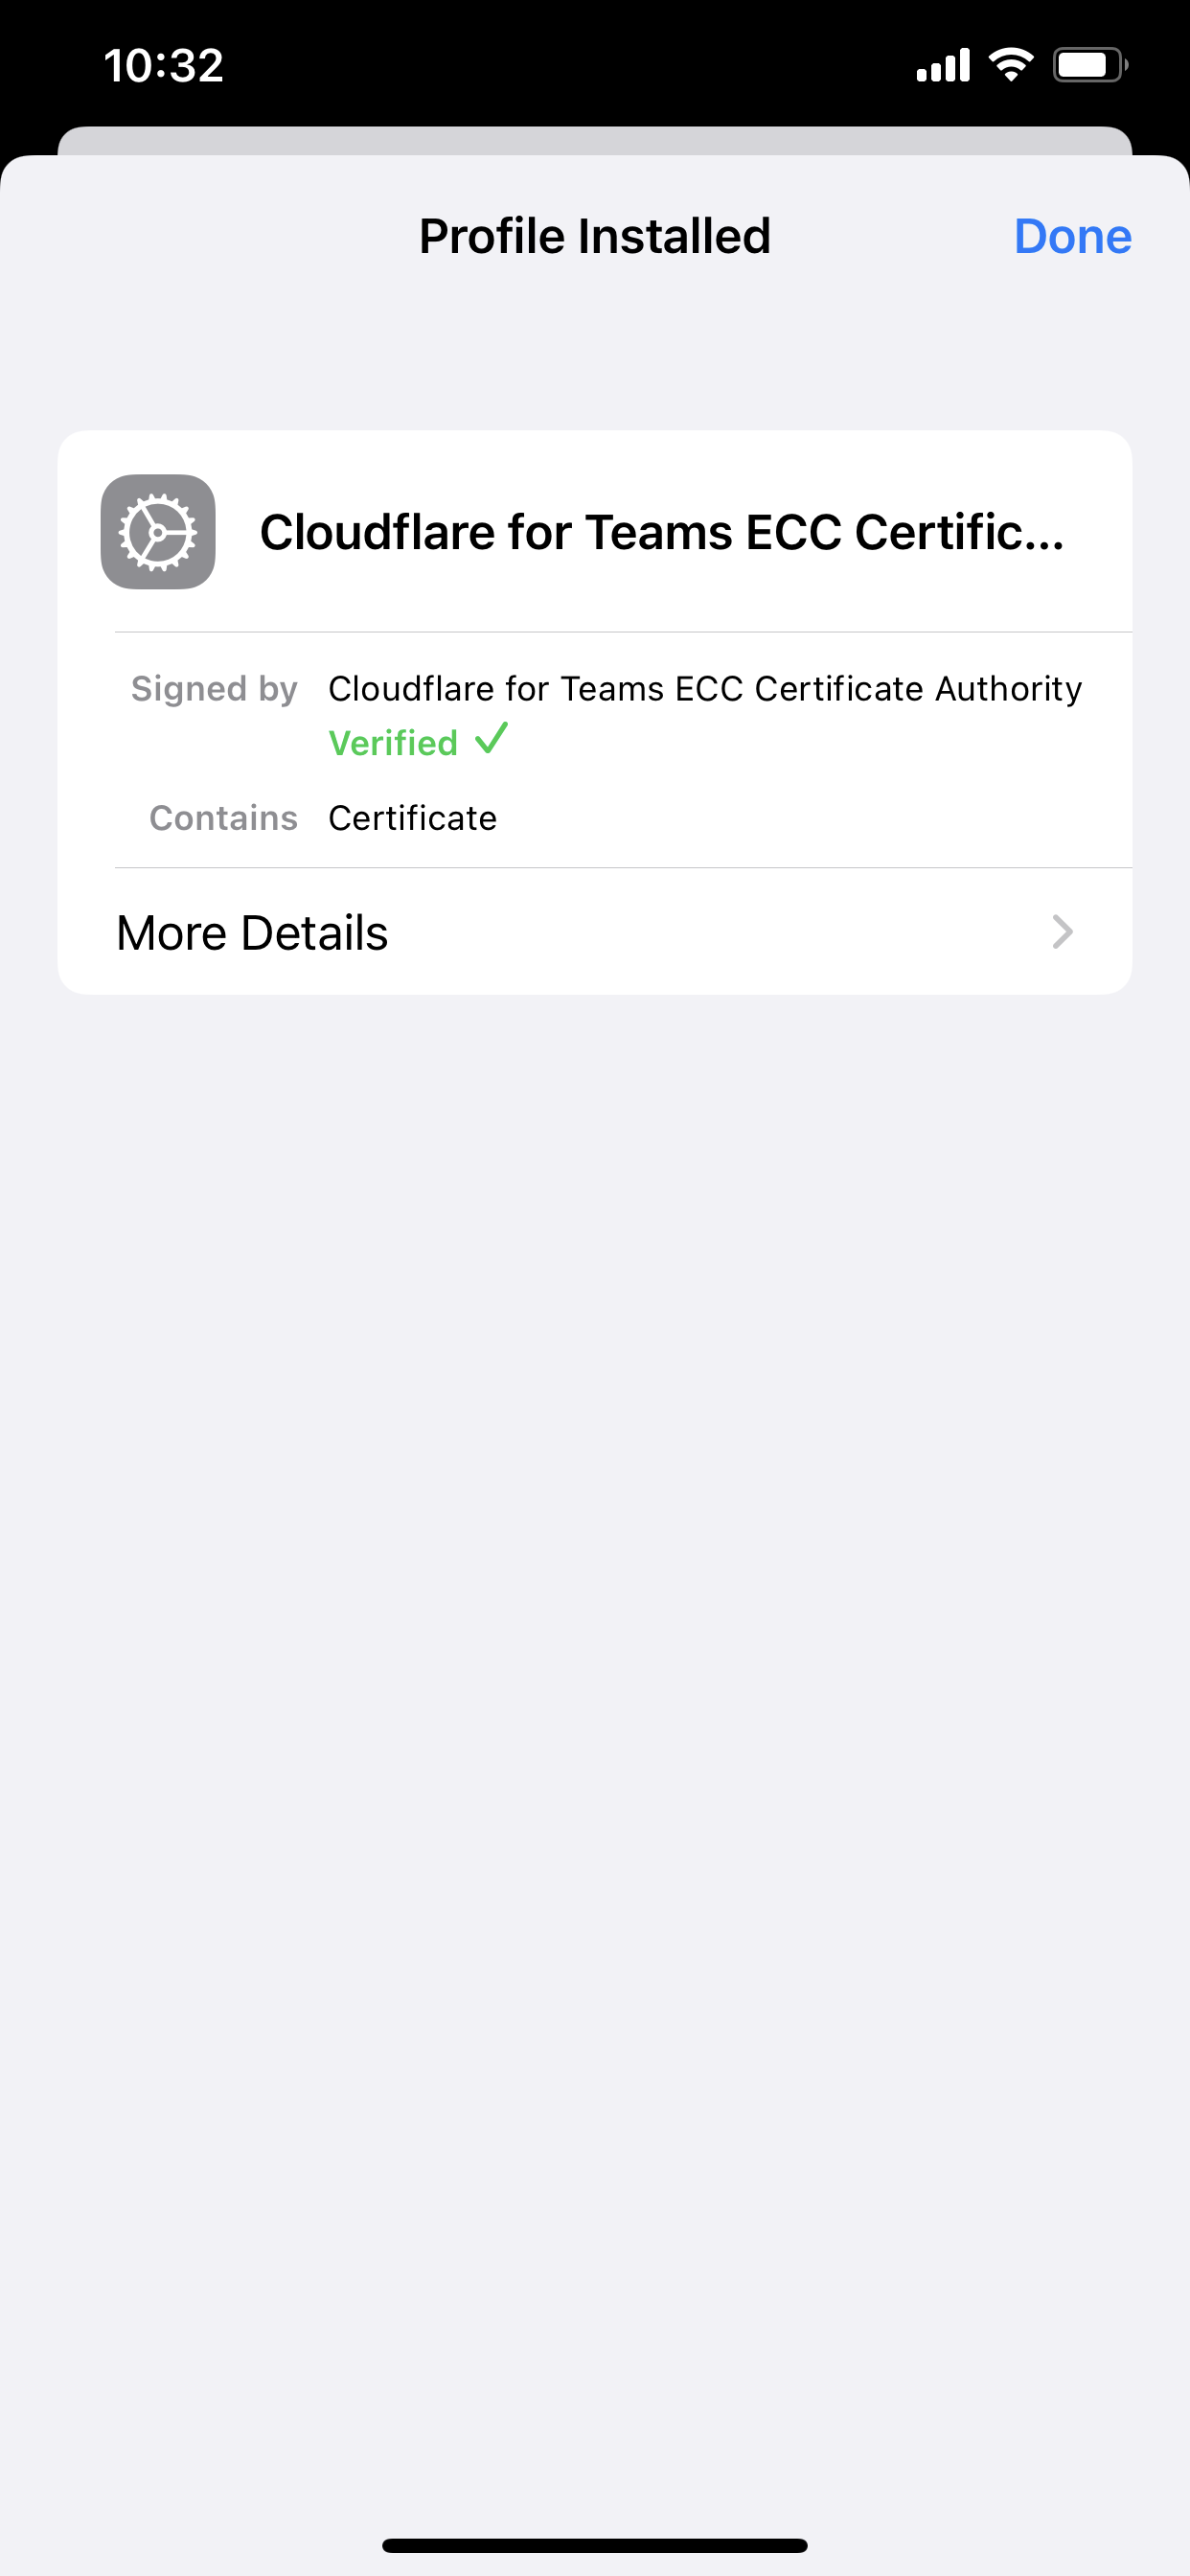 10:32
Profile Installed
Done
Cloudflare for Teams ECC Certific...
Signed by
Cloudflare for Teams ECC Certificate Authority
Verified ✓
Contains
Certificate
More Details